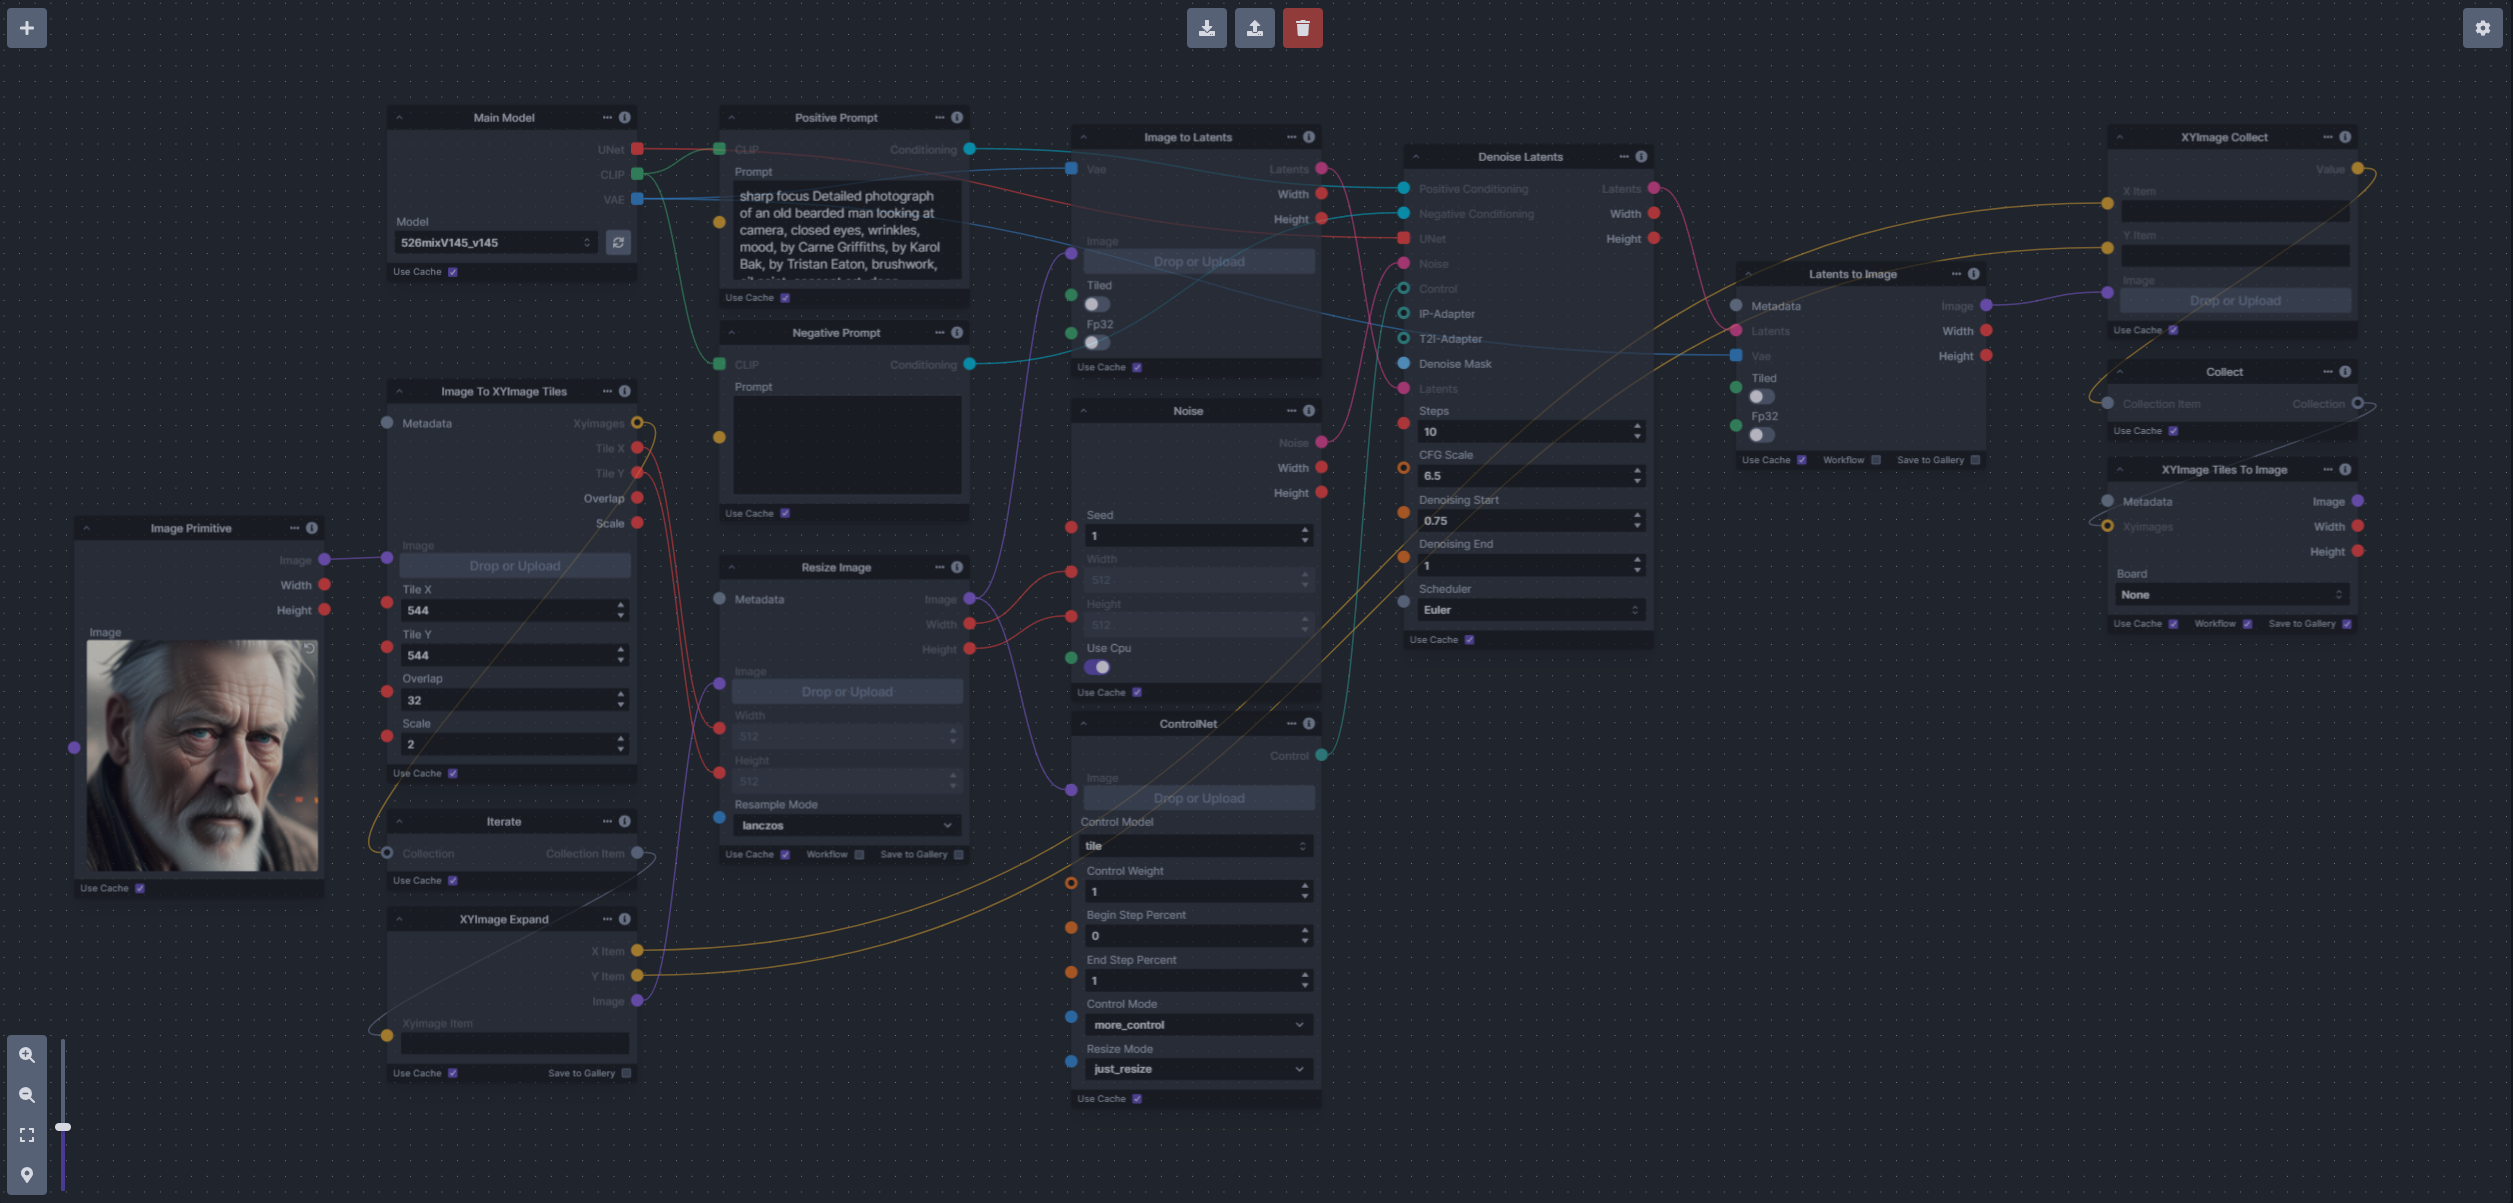 Image Primitive
Image
Width
Height
Image
Use Cache
Main Model
UNet
CLIP
VAE
Model
526mixV145_v145
Use Cache
Image To XYImage Tiles
Metadata
Xyimages
Tile X
Tile Y
Overlap
Scale
Image
Drop or Upload
Tile X
544
Tile Y
544
Overlap
32
Scale
2
Use Cache
Iterate
Collection
Collection Item
Use Cache
XYImage Expand
X Item
Y Item
Image
Xyimage Item
Use Cache
Save to Gallery
Positive Prompt
CLIP
Conditioning
Prompt
sharp focus Detailed photograph
of an old bearded man looking at
camera, closed eyes, wrinkles,
mood, by Carne Griffiths, by Karol
Bak, by Tristan Eaton, brushwork,
Use Cache
Negative Prompt
CLIP
Conditioning
Prompt
Use Cache
Resize Image
Metadata
Image
Width
Height
Image
Drop or Upload
Width
512
Height
512
Resample Mode
lanczos
Use Cache
Workflow
Save to Gallery
Image to Latents
Vae
Latents
Width
Height
Image
Drop or Upload
Tiled
Fp32
Use Cache
Noise
Noise
Width
Height
Seed
1
Width
512
Height
512
Use Cpu
Use Cache
ControlNet
Control
Image
Drop or Upload
Control Model
tile
Control Weight
1
Begin Step Percent
0
End Step Percent
1
Control Mode
more_control
Resize Mode
just_resize
Use Cache
Denoise Latents
Positive Conditioning
Latents
Negative Conditioning
Width
UNet
Height
Noise
Control
IP-Adapter
T2I-Adapter
Denoise Mask
Latents
Steps
10
CFG Scale
6.5
Denoising Start
0.75
Denoising End
1
Scheduler
Euler
Use Cache
Latents to Image
Metadata
Image
Latents
Width
Vae
Height
Tiled
Fp32
Use Cache
Workflow
Save to Gallery
XYImage Collect
Value
X Item
Y Item
Image
Drop or Upload
Use Cache
Collect
Collection Item
Collection
Use Cache
XYImage Tiles To Image
Metadata
Image
Xyimages
Width
Height
Board
None
Use Cache
Workflow
Save to Gallery